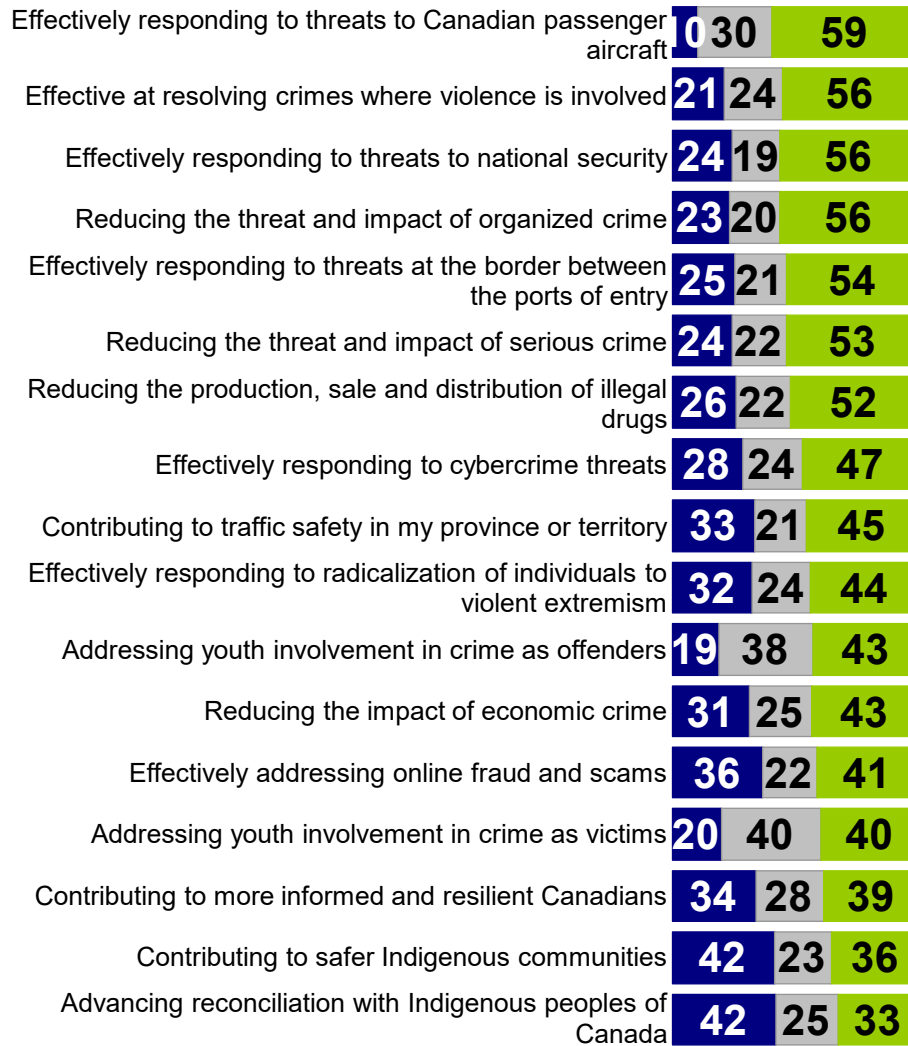 Effectively responding to threats to Canadian passenger
aircraft
10 30 59
Effective at resolving crimes where violence is involved 21 24 56
Effectively responding to threats to national security 24 19 56
Reducing the threat and impact of organized crime 23 20 56
Effectively responding to threats at the border between
the ports of entry
25 21 54
Reducing the threat and impact of serious crime 24 22 53
Reducing the production, sale and distribution of illegal
drugs
26 22 52
Effectively responding to cybercrime threats 28 24 47
Contributing to traffic safety in my province or territory 33 21 45
Effectively responding to radicalization of individuals to
violent extremism
32 24 44
Addressing youth involvement in crime as offenders 19 38 43
Reducing the impact of economic crime 31 25 43
Effectively addressing online fraud and scams 36 22 41
Addressing youth involvement in crime as victims 20 40 40
Contributing to more informed and resilient Canadians 34 28 39
Contributing to safer Indigenous communities 42 23 36
Advancing reconciliation with Indigenous peoples of
Canada
42 25 33